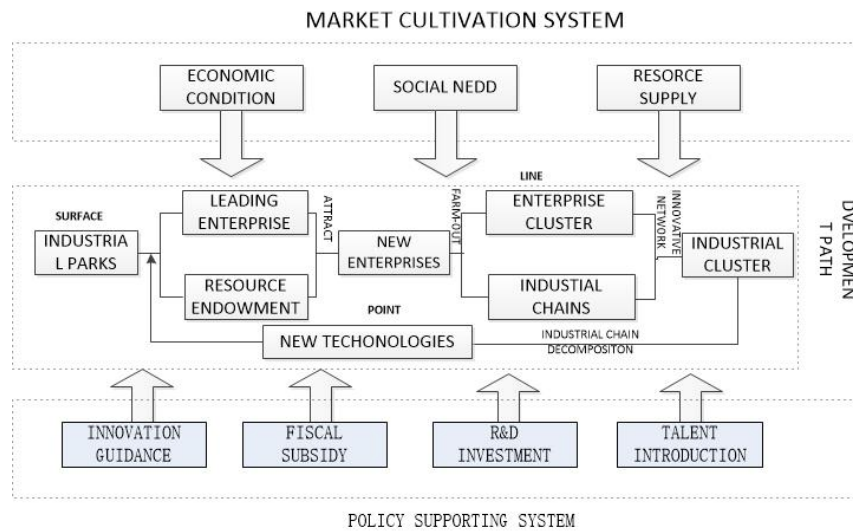 MARKET CULTIVATION SYSTEM
ECONOMIC
CONDITION
SOCIAL NEDD
RESORCE
SUPPLY
LINE
SURFACE
INDUSTRIA
L PARKS
LEADING
ENTERPRISE
RESOURCE
ENDOWMENT
ATTRACT
NEW
ENTERPRISES
FARM-OUT
ENTERPRISE
CLUSTER
INDUSTIAL
CHAINS
INNOVATIVE
NETWORK
INDUSTRIAL
CLUSTER
DVELOPMEN
T PATH
POINT
NEW TECHONOLOGIES
INDUSTRIAL CHAIN
DECOMPOSITON
INNOVATION
GUIDANCE
FISCAL
SUBSIDY
R&D
INVESTMENT
TALENT
INTRODUCTION
POLICY SUPPORTING SYSTEM